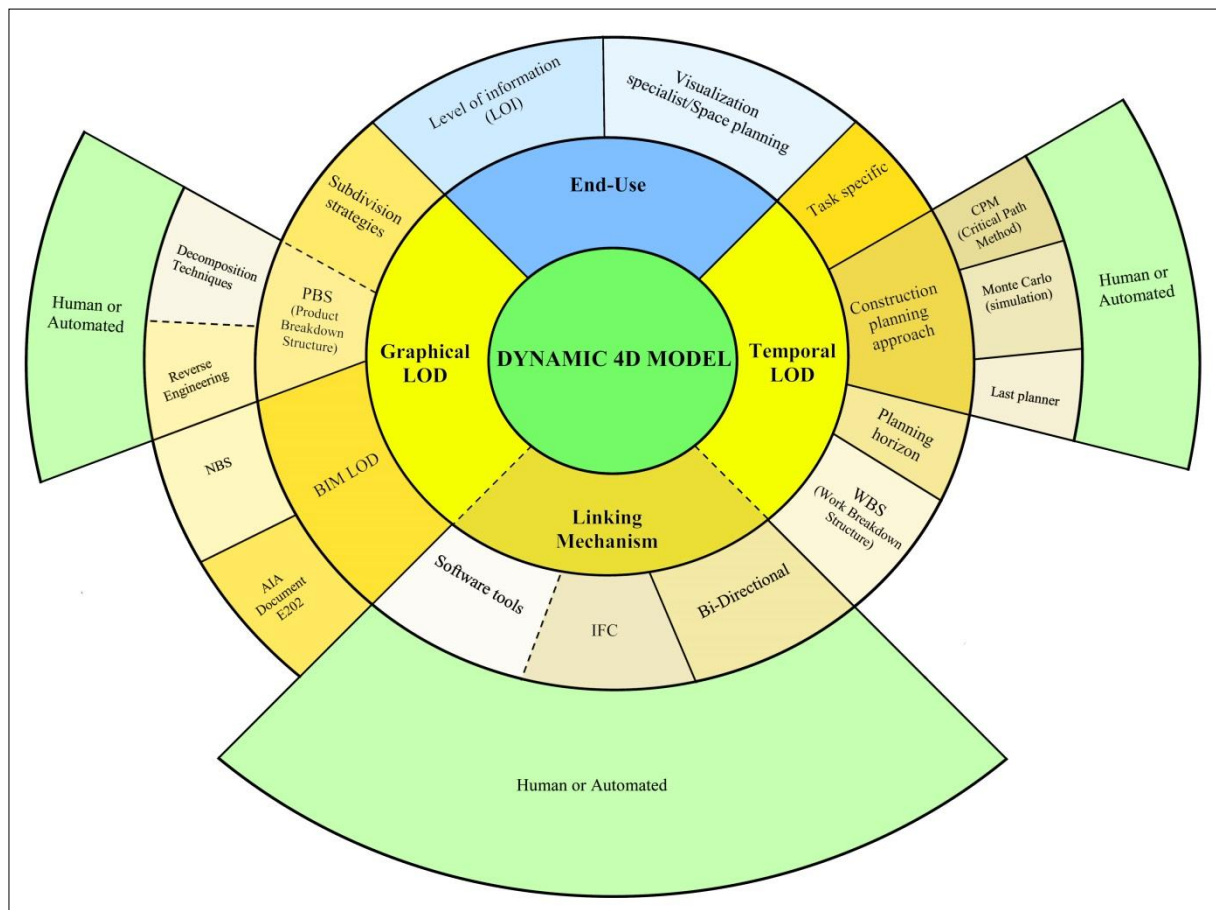 Level of information
(LOI)
Visualization
specialist/Space planning
Subdivision
strategies
End-Use
Task specific
CPM
(Critical Path
Method)
Decomposition
Techniques
Human or
Automated
PBS
(Product
Breakdown
Structure)
Graphical
LOD
DYNAMIC 4D MODEL
Temporal
LOD
Construction
planning
approach
Monte Carlo
(simulation)
Human or
Automated
Reverse
Engineering
Last planner
NBS
BIM LOD
Planning
horizon
WBS
(Work Breakdown
Structure)
Linking
Mechanism
AIA
Document
E202
Software tools
IFC
Bi-Directional
Human or Automated